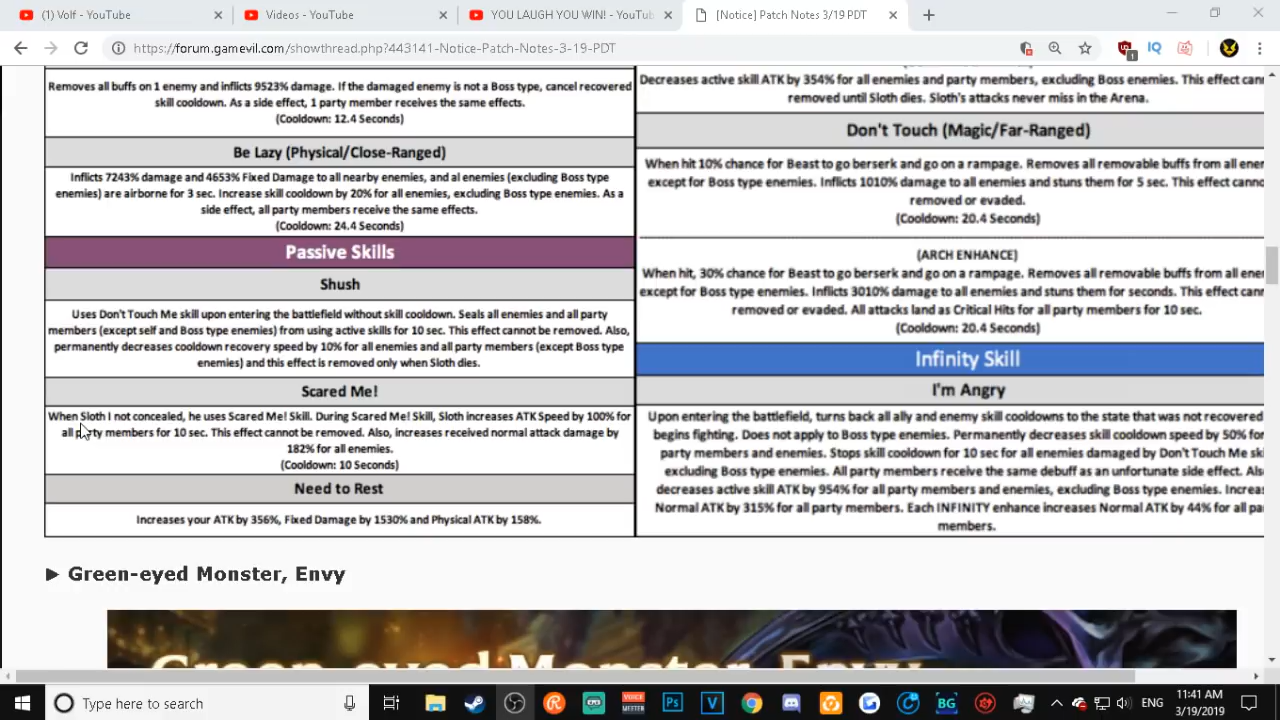 (1) Volf - YouTube
Videos - YouTube
YOU LAUGH YOU WIN! - YouTub
[Notice] Patch Notes 3/19 PDT
https://forum.gamevil.com/showthread.php?443141-Notice-Patch-Notes-3-19-PDT
1
IQ
Removes all buffs on 1 enemy and inflicts 9523% damage. If the damaged enemy is not a Boss type, cancel recovered
skill cooldown. As a side effect, 1 party member receives the same effects.
(Cooldown: 12.4 Seconds)
Be Lazy (Physical/Close-Ranged)
Inflicts 7243% damage and 4653% Fixed Damage to all nearby enemies, and al enemies (excluding Boss type
enemies) are airborne for 3 sec. Increase skill cooldown by 20% for all enemies, excluding Boss type enemies. As a
side effect, all party members receive the same effects.
(Cooldown: 24.4 Seconds)
Passive Skills
Shush
Uses Don't Touch Me skill upon entering the battlefield without skill cooldown. Seals all enemies and all party
members (except self and Boss type enemies) from using active skills for 10 sec. This effect cannot be removed. Also,
permanently decreases cooldown recovery speed by 10% for all enemies and all party members (except Boss type
enemies) and this effect is removed only when Sloth dies.
Scared Me!
When Sloth I not concealed, he uses Scared Me! Skill. During Scared Me! Skill, Sloth increases ATK Speed by 100% for
all party members for 10 sec. This effect cannot be removed. Also, increases received normal attack damage by
182% for all enemies.
(Cooldown: 10 Seconds)
Need to Rest
Increases your ATK by 356%, Fixed Damage by 1530% and Physical ATK by 158%.
Decreases active skill ATK by 354% for all enemies and party members, excluding Boss enemies. This effect can
removed until Sloth dies. Sloth's attacks never miss in the Arena.
Don't Touch (Magic/Far-Ranged)
When hit 10% chance for Beast to go berserk and go on a rampage. Removes all removable buffs from all ener
except for Boss type enemies. Inflicts 1010% damage to all enemies and stuns them for 5 sec. This effect canno
removed or evaded.
(Cooldown: 20.4 Seconds)
(ARCH ENHANCE)
When hit, 30% chance for Beast to go berserk and go on a rampage. Removes all removable buffs from all ene
except for Boss type enemies. Inflicts 3010% damage to all enemies and stuns them for seconds. This effect can
removed or evaded. All attacks land as Critical Hits for all party members for 10 sec.
(Cooldown: 20.4 Seconds)
Infinity Skill
I'm Angry
Upon entering the battlefield, turns back all ally and enemy skill cooldowns to the state that was not recovered
begins fighting. Does not apply to Boss type enemies. Permanently decreases skill cooldown speed by 50% for
party members and enemies. Stops skill cooldown for 10 sec for all enemies damaged by Don't Touch Me sk
excluding Boss type enemies. All party members receive the same debuff as an unfortunate side effect. Als
decreases active skill ATK by 954% for all party members and enemies, excluding Boss type enemies. Increa
Normal ATK by 315% for all party members. Each INFINITY enhance increases Normal ATK by 44% for all pa
members.
► Green-eyed Monster, Envy
Green-eyed Monster, Envy
Type here to search
VOICE
MEETER
Ps
V
BG
ENG
11:41 AM
3/19/2019